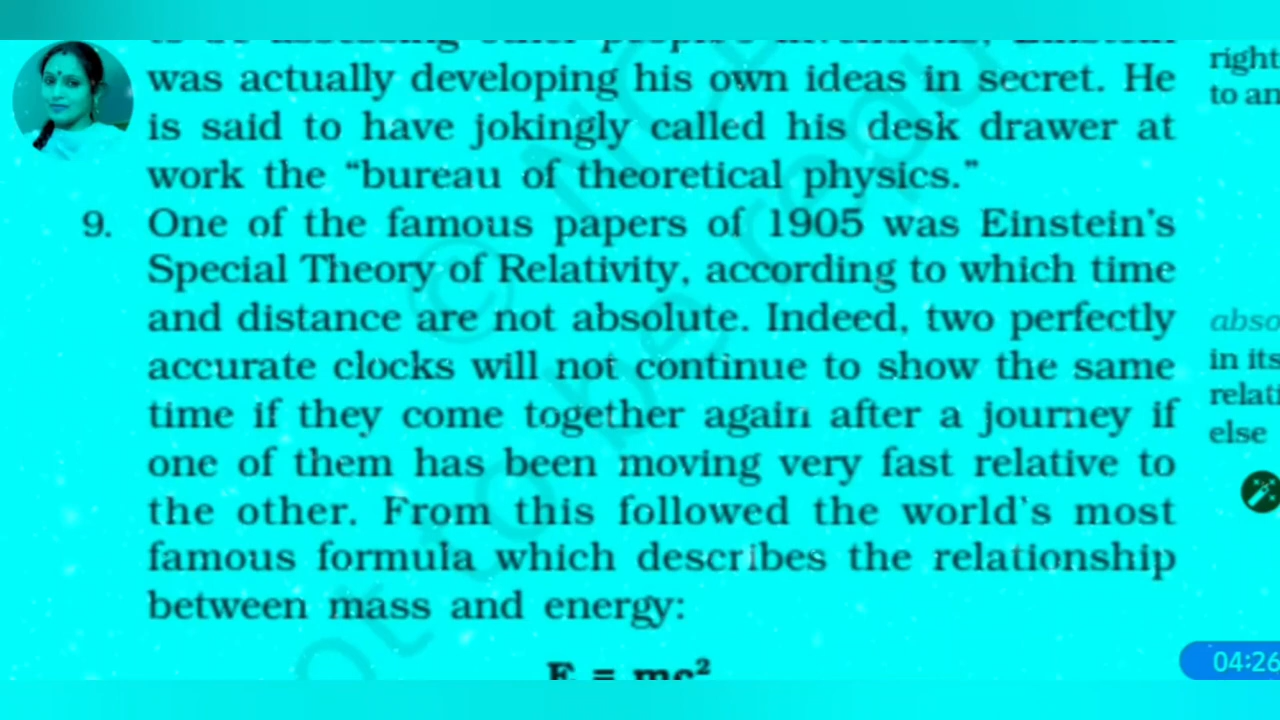 was actually developing his own ideas in secret. He
is said to have jokingly called his desk drawer at
work the “bureau of theoretical physics.”
9. One of the famous papers of 1905 was Einstein's
Special Theory of Relativity, according to which time
and distance are not absolute. Indeed, two perfectly
accurate clocks will not continue to show the same
time if they come together again after a journey if
one of them has been moving very fast relative to
the other. From this followed the world's most
famous formula which describes the relationship
between mass and energy:
E = mc²
right
to an
abso
in its
relati
else
04:26